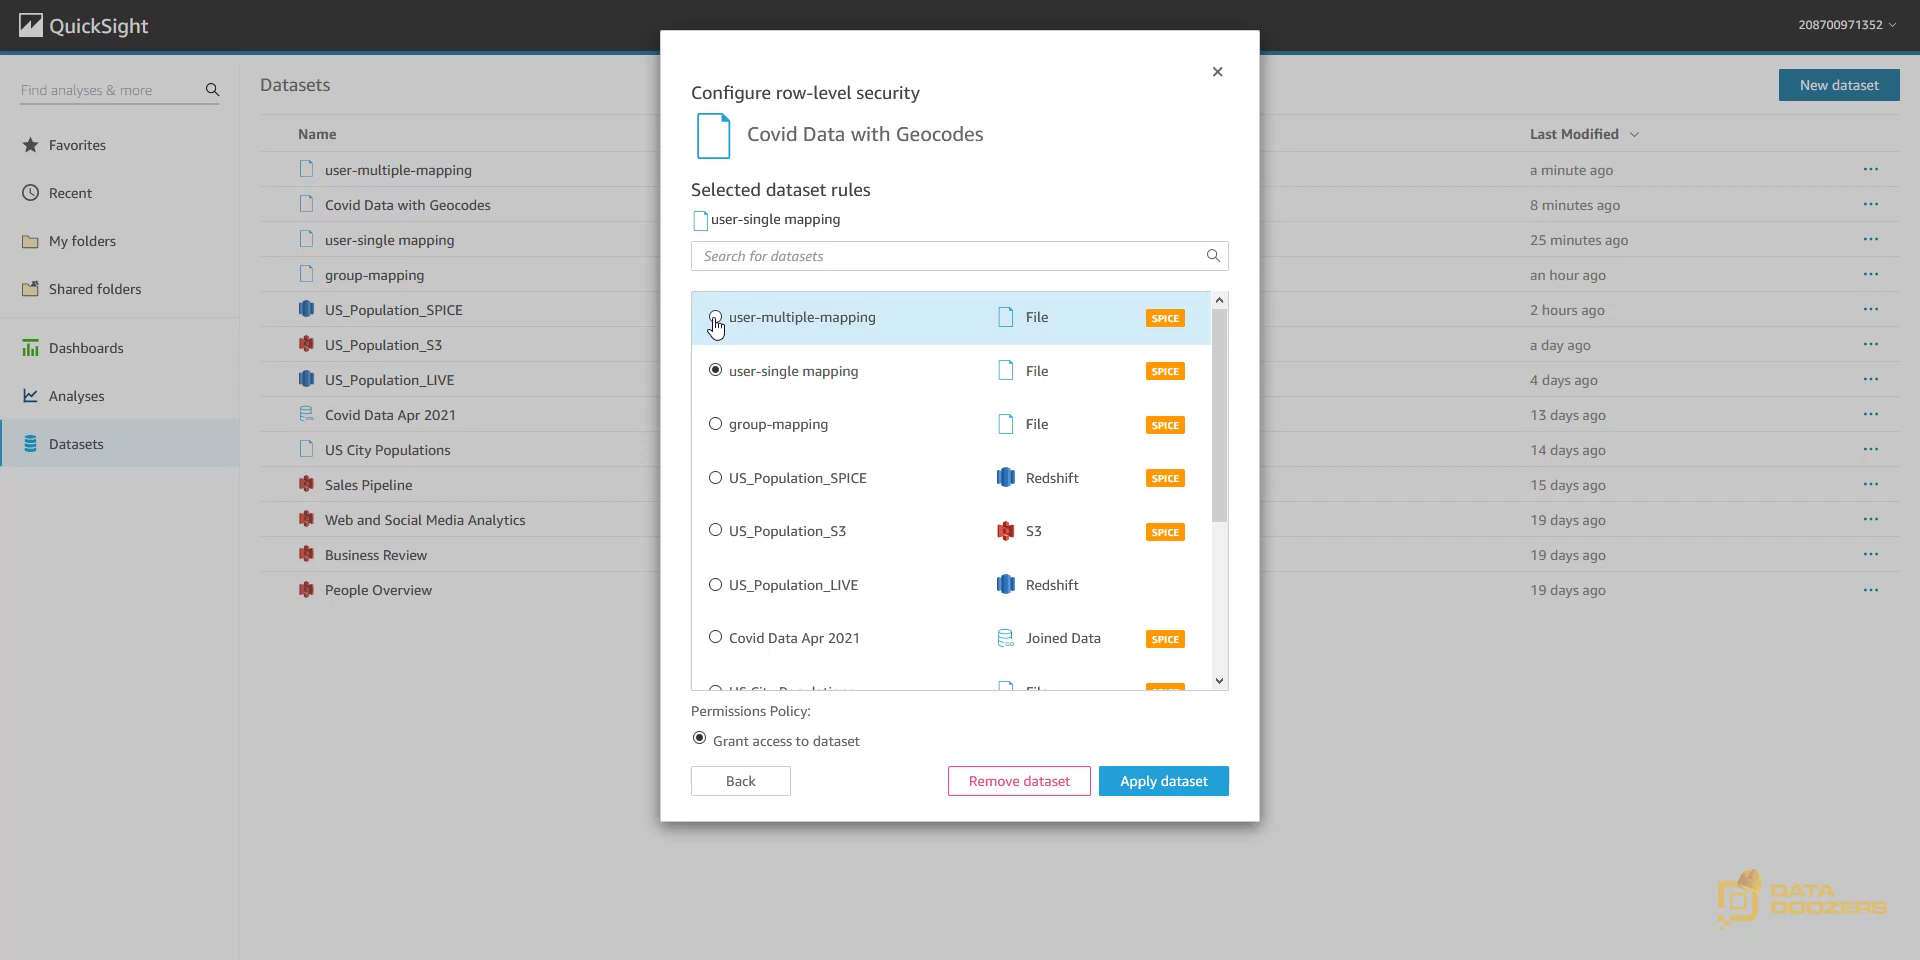 QuickSight
208700971352
Find analyses & more
Favorites
Recent
My folders
Shared folders
Dashboards
Analyses
Datasets
Datasets
New dataset
Name
Last Modified
user-multiple-mapping
a minute ago
Covid Data with Geocodes
8 minutes ago
user-single mapping
25 minutes ago
group-mapping
an hour ago
US_Population_SPICE
2 hours ago
US_Population_S3
a day ago
US_Population_LIVE
4 days ago
Covid Data Apr 2021
13 days ago
US City Populations
14 days ago
Sales Pipeline
15 days ago
Web and Social Media Analytics
19 days ago
Business Review
19 days ago
People Overview
19 days ago
Configure row-level security
Covid Data with Geocodes
Selected dataset rules
user-single mapping
Search for datasets
user-multiple-mapping File SPICE
user-single mapping File SPICE
group-mapping File SPICE
US_Population_SPICE Redshift SPICE
US_Population_S3 S3 SPICE
US_Population_LIVE Redshift
Covid Data Apr 2021 Joined Data SPICE
Permissions Policy:
Grant access to dataset
Back
Remove dataset
Apply dataset
DATA
DOOZERS